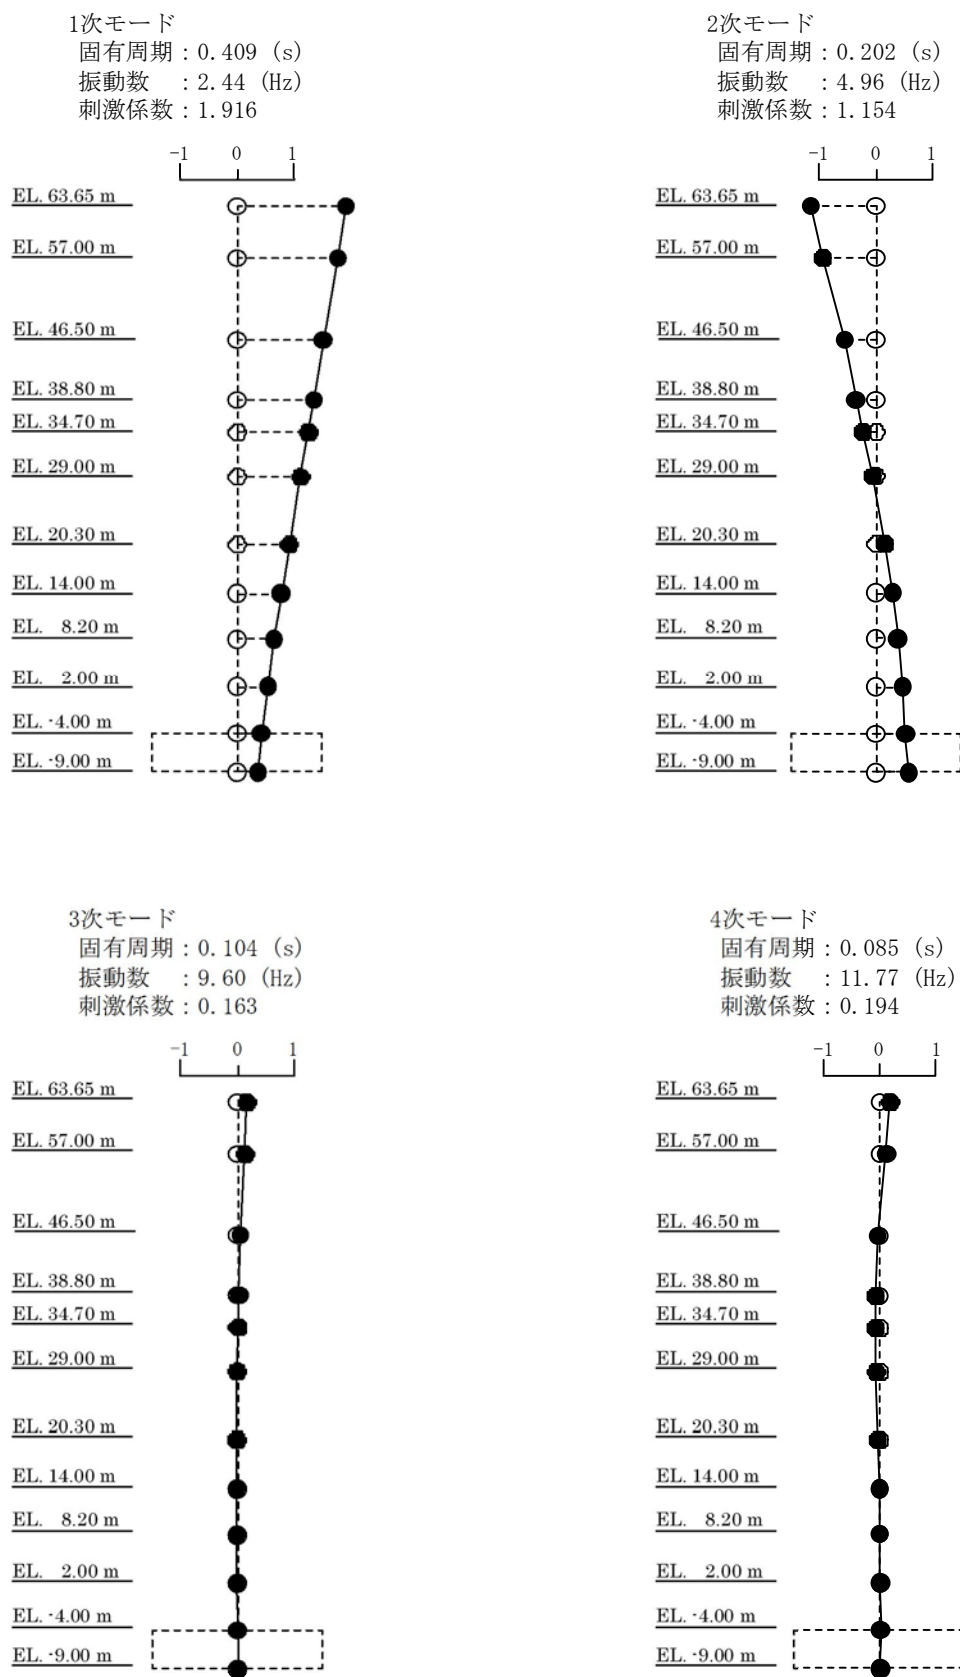 1次モード
固有周期：0.409 (s)
振動数　：2.44 (Hz)
刺激係数：1.916
-1 0 1
EL. 63.65 m
EL. 57.00 m
EL. 46.50 m
EL. 38.80 m
EL. 34.70 m
EL. 29.00 m
EL. 20.30 m
EL. 14.00 m
EL. 8.20 m
EL. 2.00 m
EL. -4.00 m
EL. -9.00 m
2次モード
固有周期：0.202 (s)
振動数　：4.96 (Hz)
刺激係数：1.154
-1 0 1
EL. 63.65 m
EL. 57.00 m
EL. 46.50 m
EL. 38.80 m
EL. 34.70 m
EL. 29.00 m
EL. 20.30 m
EL. 14.00 m
EL. 8.20 m
EL. 2.00 m
EL. -4.00 m
EL. -9.00 m
3次モード
固有周期：0.104 (s)
振動数　：9.60 (Hz)
刺激係数：0.163
-1 0 1
EL. 63.65 m
EL. 57.00 m
EL. 46.50 m
EL. 38.80 m
EL. 34.70 m
EL. 29.00 m
EL. 20.30 m
EL. 14.00 m
EL. 8.20 m
EL. 2.00 m
EL. -4.00 m
EL. -9.00 m
4次モード
固有周期：0.085 (s)
振動数　：11.77 (Hz)
刺激係数：0.194
-1 0 1
EL. 63.65 m
EL. 57.00 m
EL. 46.50 m
EL. 38.80 m
EL. 34.70 m
EL. 29.00 m
EL. 20.30 m
EL. 14.00 m
EL. 8.20 m
EL. 2.00 m
EL. -4.00 m
EL. -9.00 m